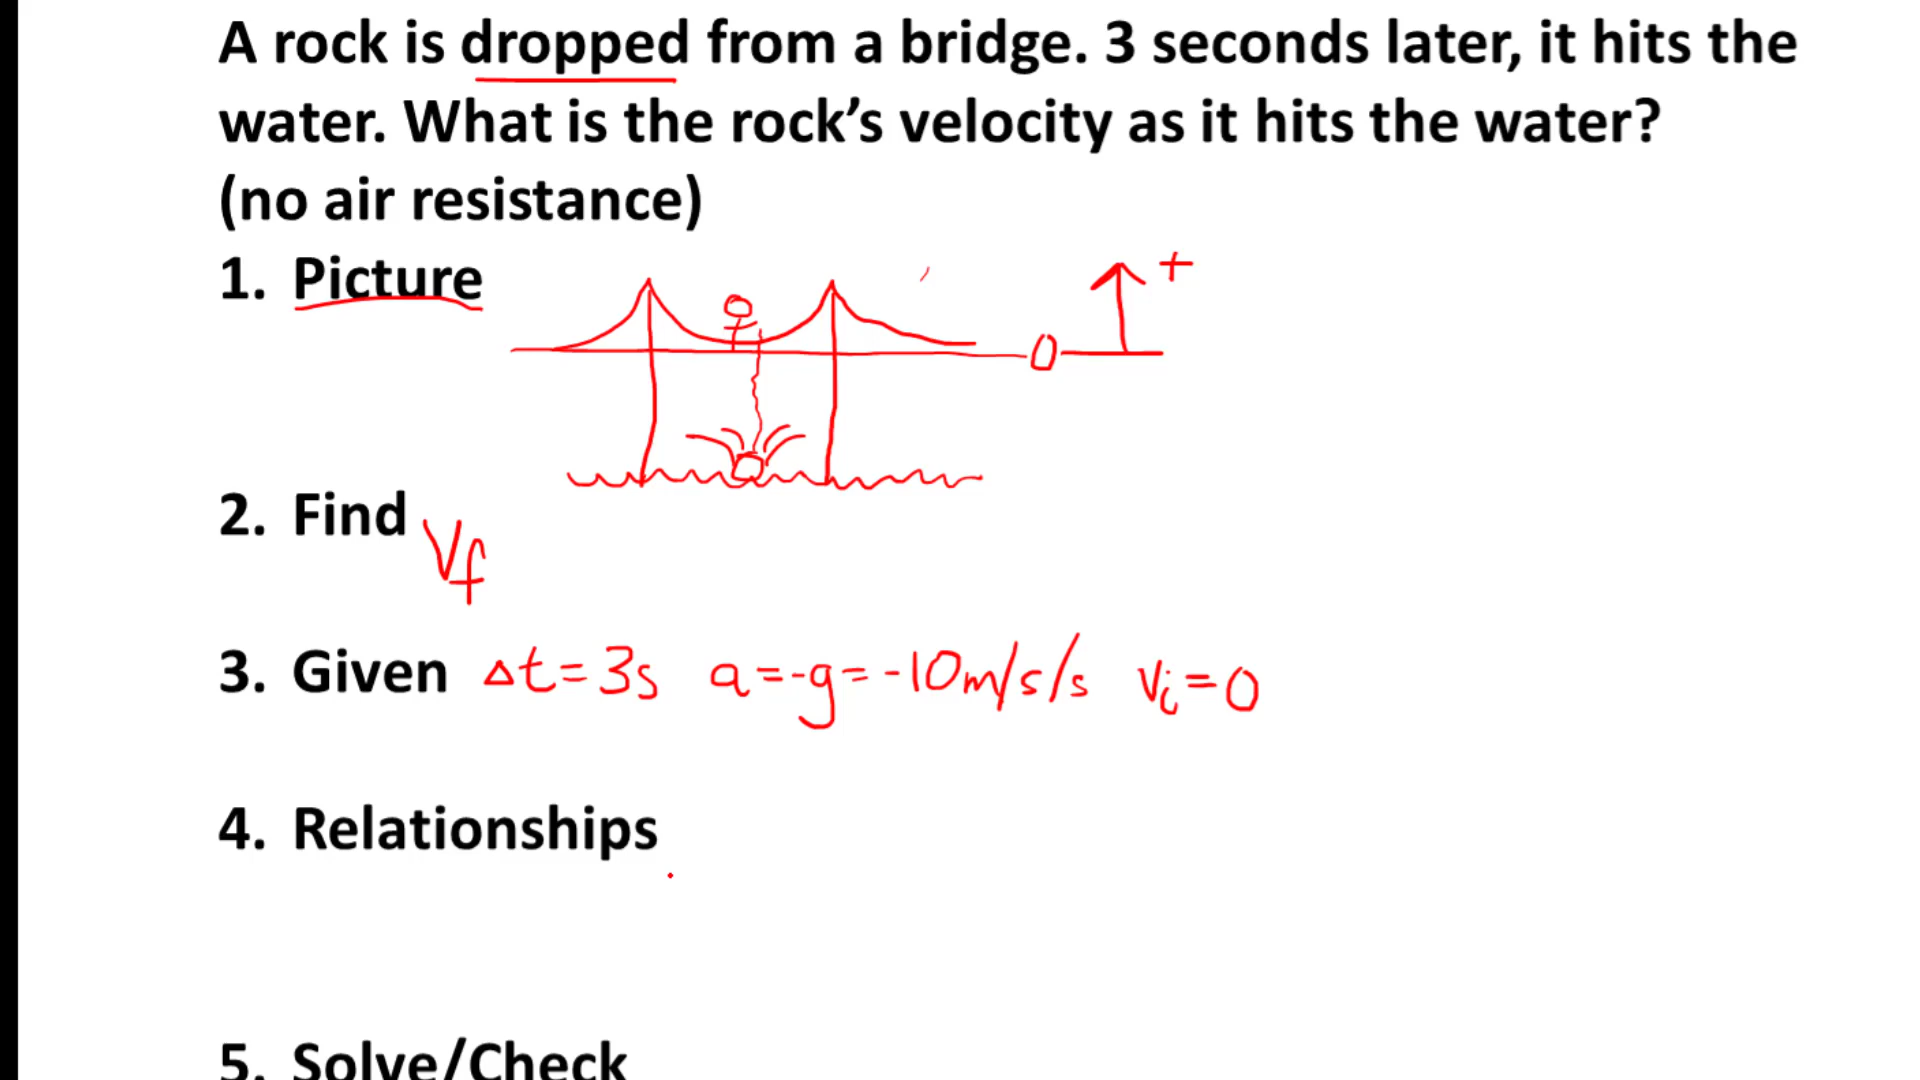 A rock is dropped from a bridge. 3 seconds later, it hits the
water. What is the rock’s velocity as it hits the water?
(no air resistance)
1. Picture
+
0
2. Find Vf
3. Given Δt=3s a=-g=-10m/s/s Vi=0
4. Relationships
5. Solve/Check